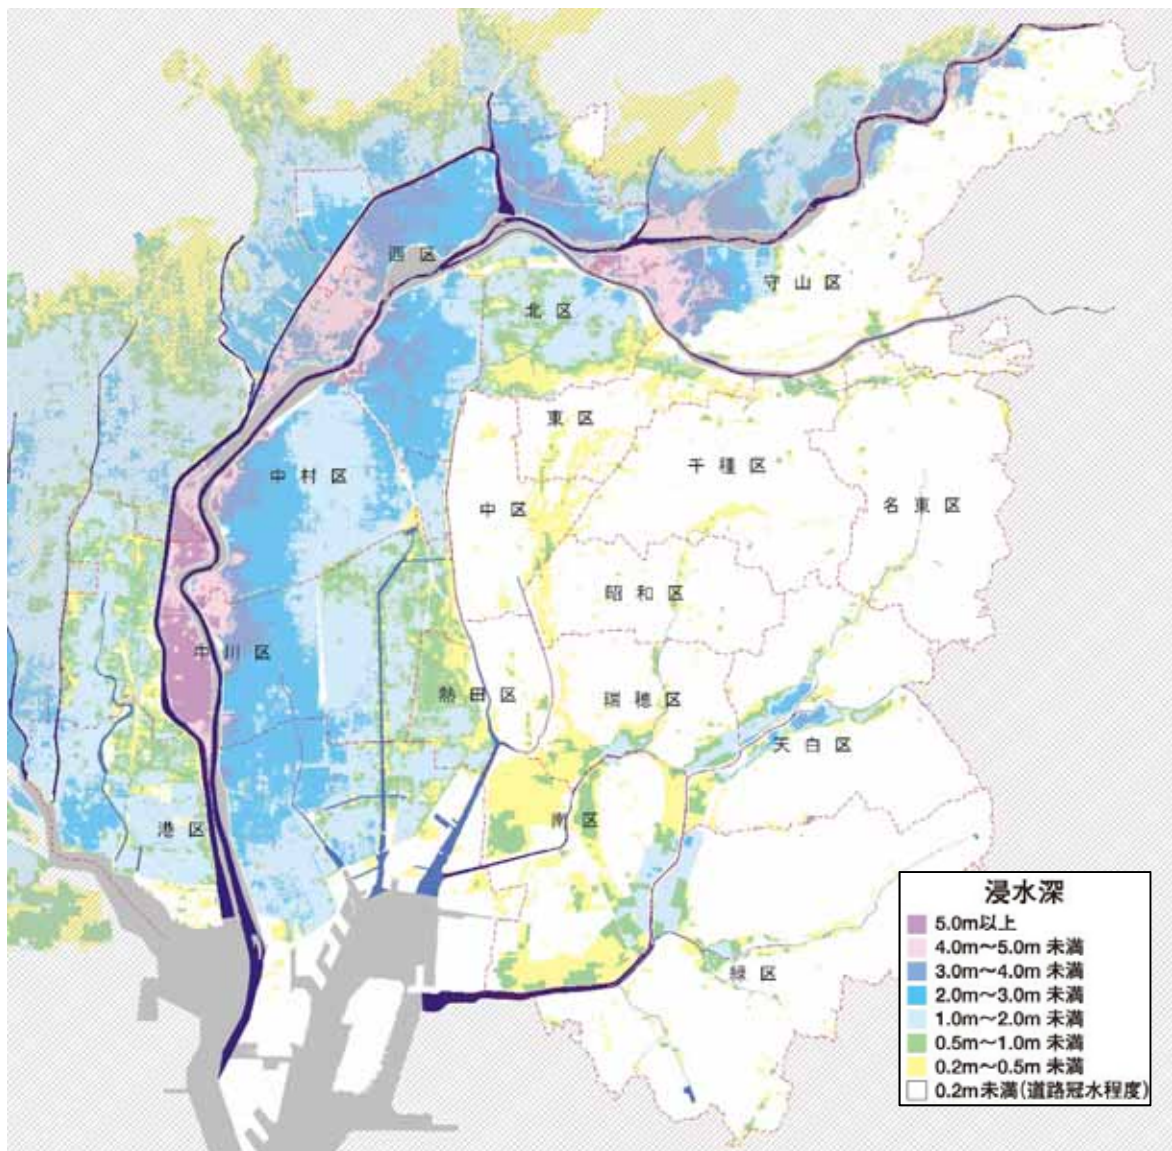 西区
北区
守山区
東区
千種区
中村区
中区
名東区
昭和区
中川区
熱田区
瑞穂区
天白区
港区
南区
緑区
浸水深
5.0m以上
4.0m～5.0m 未満
3.0m～4.0m 未満
2.0m～3.0m 未満
1.0m～2.0m 未満
0.5m～1.0m 未満
0.2m～0.5m 未満
0.2m未満(道路冠水程度)